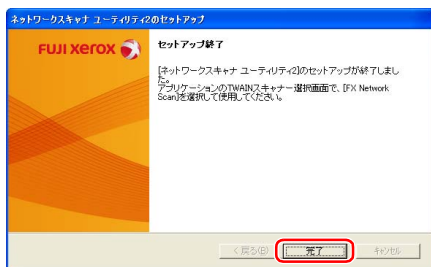 ネットワークスキャナ ユーティリティ2のセットアップ
FUJI XEROX
セットアップ終了
[ネットワークスキャナ ユーティリティ2]のセットアップが終了しまし
た。
アプリケーションのTWAINスキャナー選択画面で、[FX Network
Scan]を選択して使用してください。
< 戻る(B)
完了
キャンセル